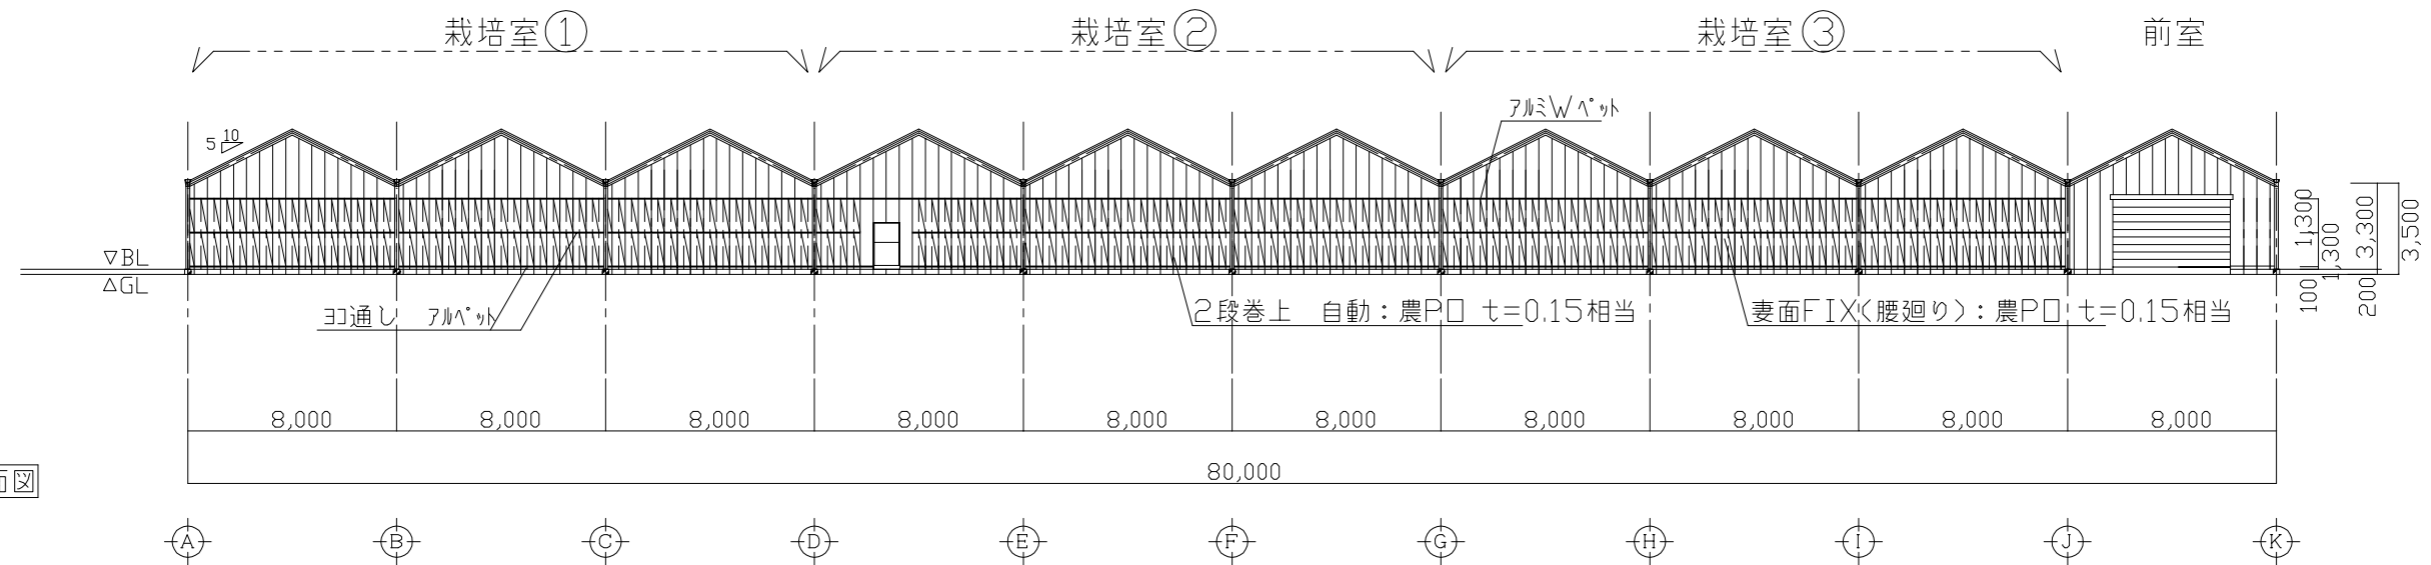 栽培室① 栽培室② 栽培室③ 前室
アルミWペット
10
5
▽BL
△GL
ヨコ通し アルペット
2段巻上 自動:農PO t=0.15相当
妻面FIX(腰廻り):農PO t=0.15相当
1,300
1,300
100
3,300
200
3,500
8,000 8,000 8,000 8,000 8,000 8,000 8,000 8,000 8,000 8,000
80,000
面図
A B C D E F G H I J K